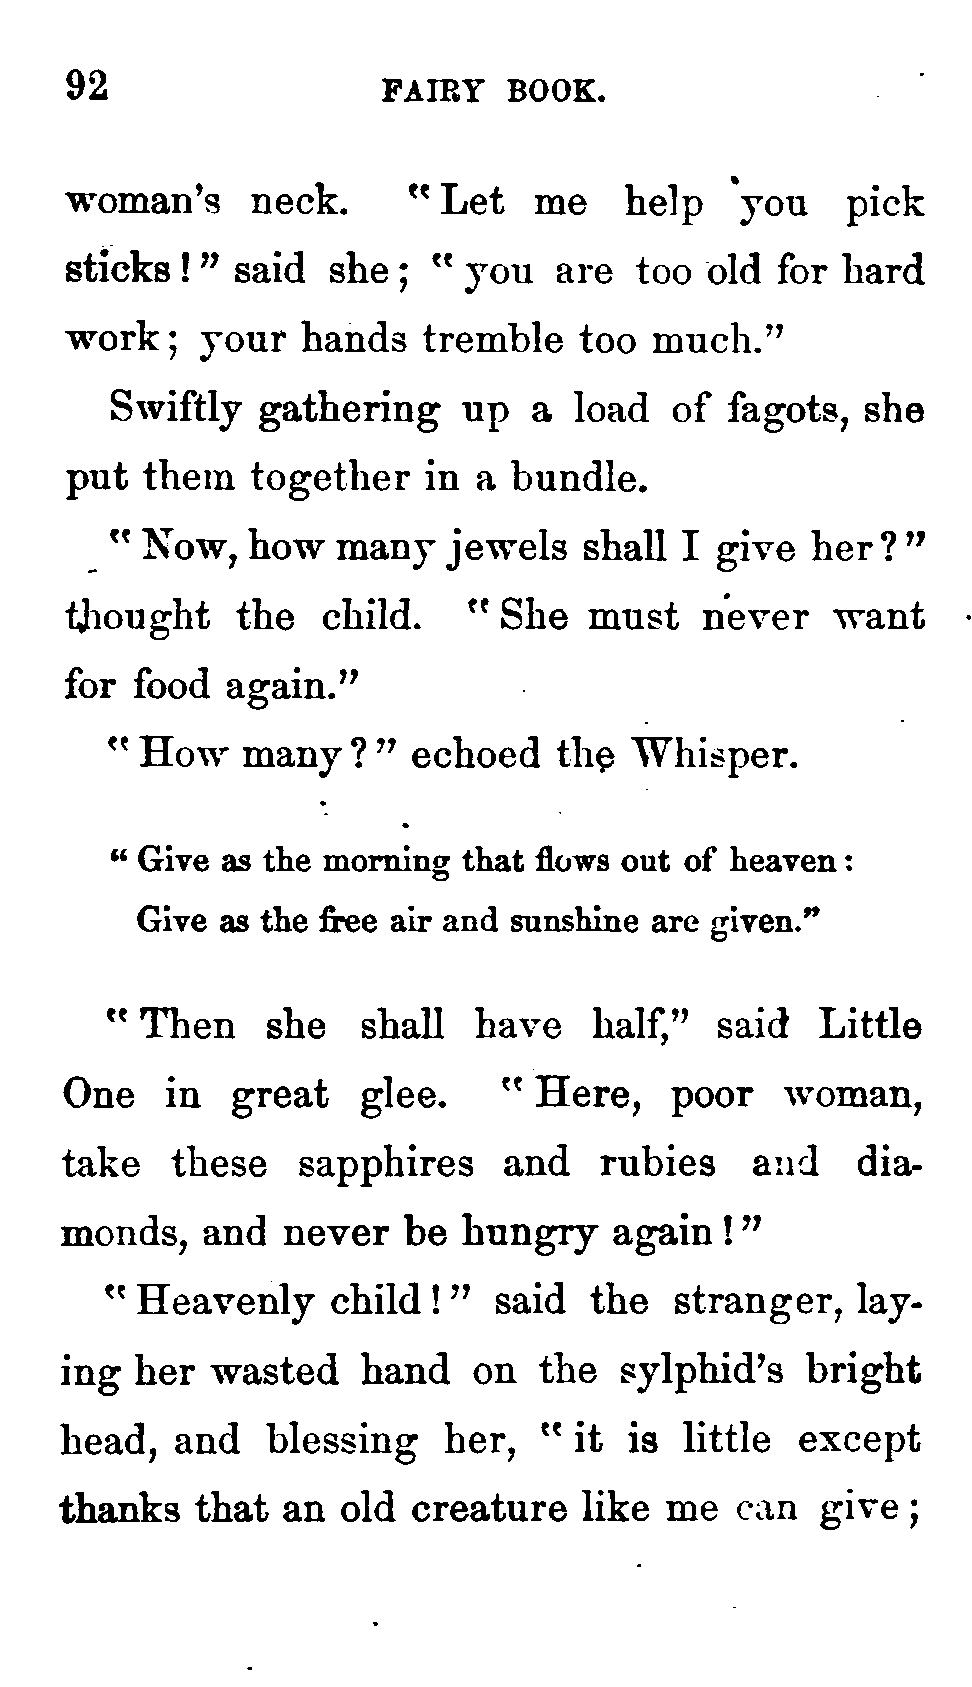 92 FAIRY BOOK.
woman's neck. "Let me help you pick
sticks!" said she; "you are too old for hard
work; your hands tremble too much."
Swiftly gathering up a load of fagots, she
put them together in a bundle.
"Now, how many jewels shall I give her?"
thought the child. "She must never want
for food again."
"How many?" echoed the Whisper.
"Give as the morning that flows out of heaven:
Give as the free air and sunshine are given."
"Then she shall have half," said Little
One in great glee. "Here, poor woman,
take these sapphires and rubies and dia-
monds, and never be hungry again!"
"Heavenly child!" said the stranger, lay-
ing her wasted hand on the sylphid's bright
head, and blessing her, "it is little except
thanks that an old creature like me can give;